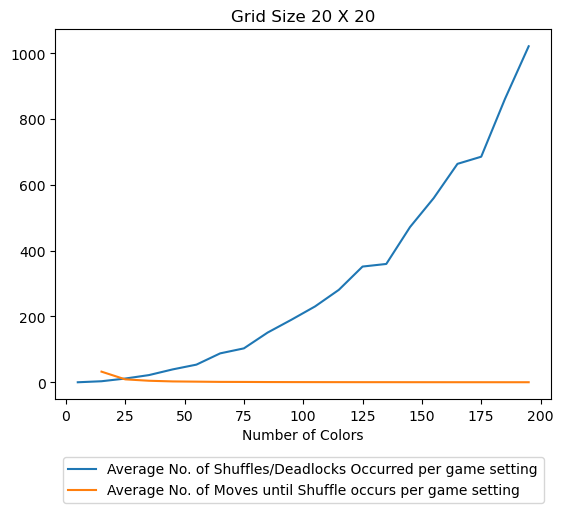 Grid Size 20 X 20
1000
800
600
400
200
0
0 25 50 75 100 125 150 175 200
Number of Colors
Average No. of Shuffles/Deadlocks Occurred per game setting
Average No. of Moves until Shuffle occurs per game setting